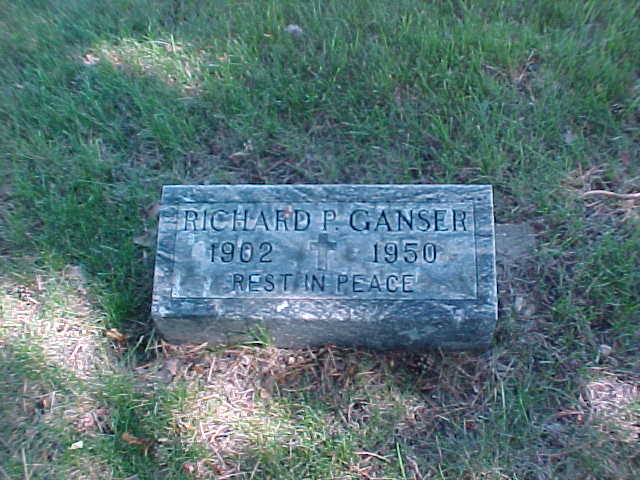 RICHARD P. GANSER
1902 1950
REST IN PEACE